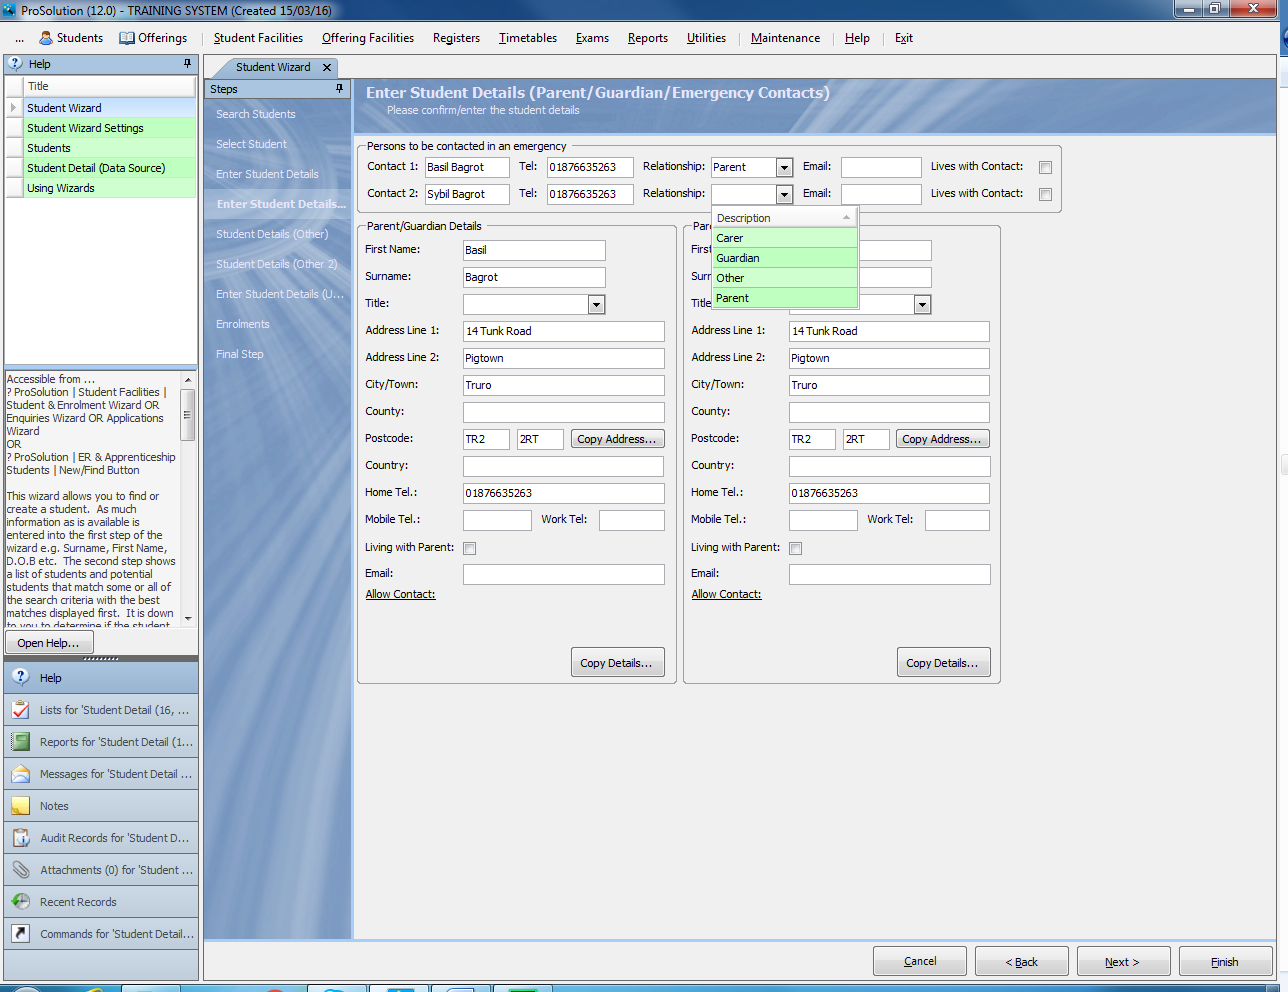 ProSolution (12.0) - TRAINING SYSTEM (Created 15/03/16)
... Students Offerings Student Facilities Offering Facilities Registers Timetables Exams Reports Utilities Maintenance Help Exit
Help
Title
Student Wizard
Student Wizard Settings
Students
Student Detail (Data Source)
Using Wizards
Accessible from ...
? ProSolution | Student Facilities |
Student & Enrolment Wizard OR
Enquiries Wizard OR Applications
Wizard
OR
? ProSolution | ER & Apprenticeship
Students | New/Find Button
This wizard allows you to find or
create a student. As much
information as is available is
entered into the first step of the
wizard e.g. Surname, First Name,
D.O.B etc. The second step shows
a list of students and potential
students that match some or all of
the search criteria with the best
matches displayed first. It is down
to you to determine if the student
Open Help...
Help
Lists for 'Student Detail (16, ...
Reports for 'Student Detail (1...
Messages for 'Student Detail ...
Notes
Audit Records for 'Student D...
Attachments (0) for 'Student ...
Recent Records
Commands for 'Student Detail...
Student Wizard
Steps
Search Students
Select Student
Enter Student Details
Enter Student Details...
Student Details (Other)
Student Details (Other 2)
Enter Student Details (U...
Enrolments
Final Step
Enter Student Details (Parent/Guardian/Emergency Contacts)
Please confirm/enter the student details
Persons to be contacted in an emergency
Contact 1: Basil Bagrot Tel: 01876635263 Relationship: Parent Email: Lives with Contact:
Contact 2: Sybil Bagrot Tel: 01876635263 Relationship: Email: Lives with Contact:
Description
Carer
Guardian
Other
Parent
Parent/Guardian Details
First Name: Basil
Surname: Bagrot
Title:
Address Line 1: 14 Tunk Road
Address Line 2: Pigtown
City/Town: Truro
County:
Postcode: TR2 2RT Copy Address...
Country:
Home Tel.: 01876635263
Mobile Tel.: Work Tel:
Living with Parent:
Email:
Allow Contact:
Copy Details...
Par
First
Surr
Title
Address Line 1: 14 Tunk Road
Address Line 2: Pigtown
City/Town: Truro
County:
Postcode: TR2 2RT Copy Address...
Country:
Home Tel.: 01876635263
Mobile Tel.: Work Tel:
Living with Parent:
Email:
Allow Contact:
Copy Details...
Cancel < Back Next > Finish